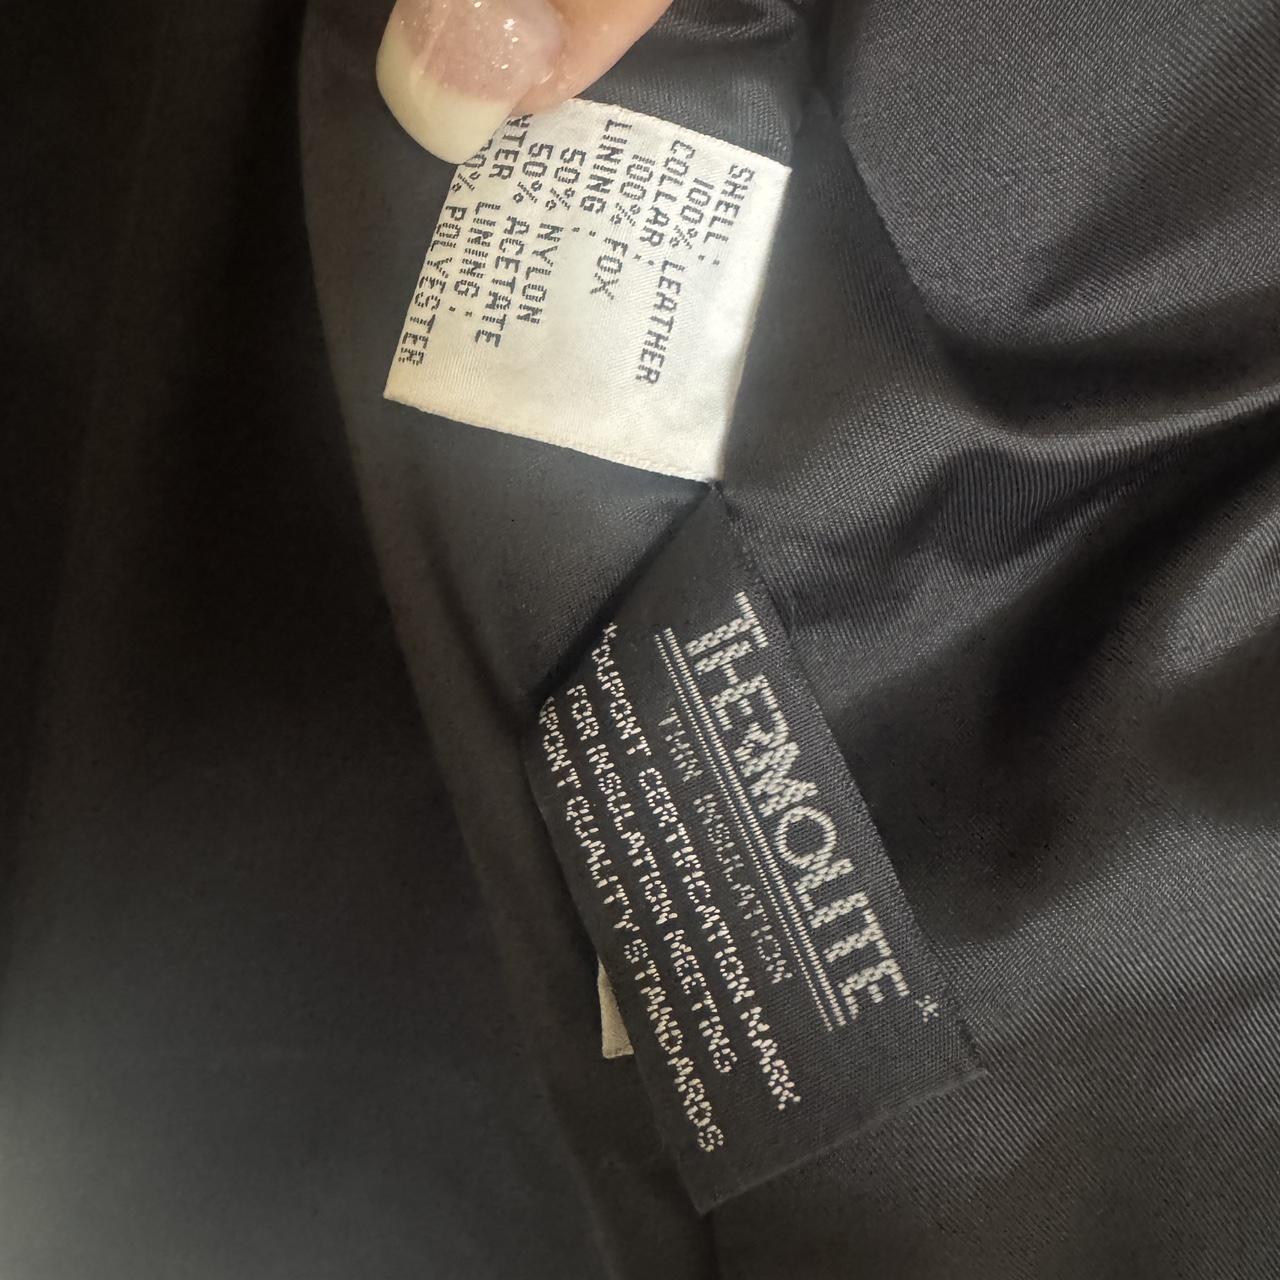 SHELL:
100% LEATHER
COLLAR:
100% FOX
LINING:
50% NYLON
50% ACETATE
LINING:
POLYESTER
THERMOLITE*
THIN INSULATION
*DUPONT CERTIFICATION MARK
FOR INSULATION MEETING
QUALITY STANDARDS